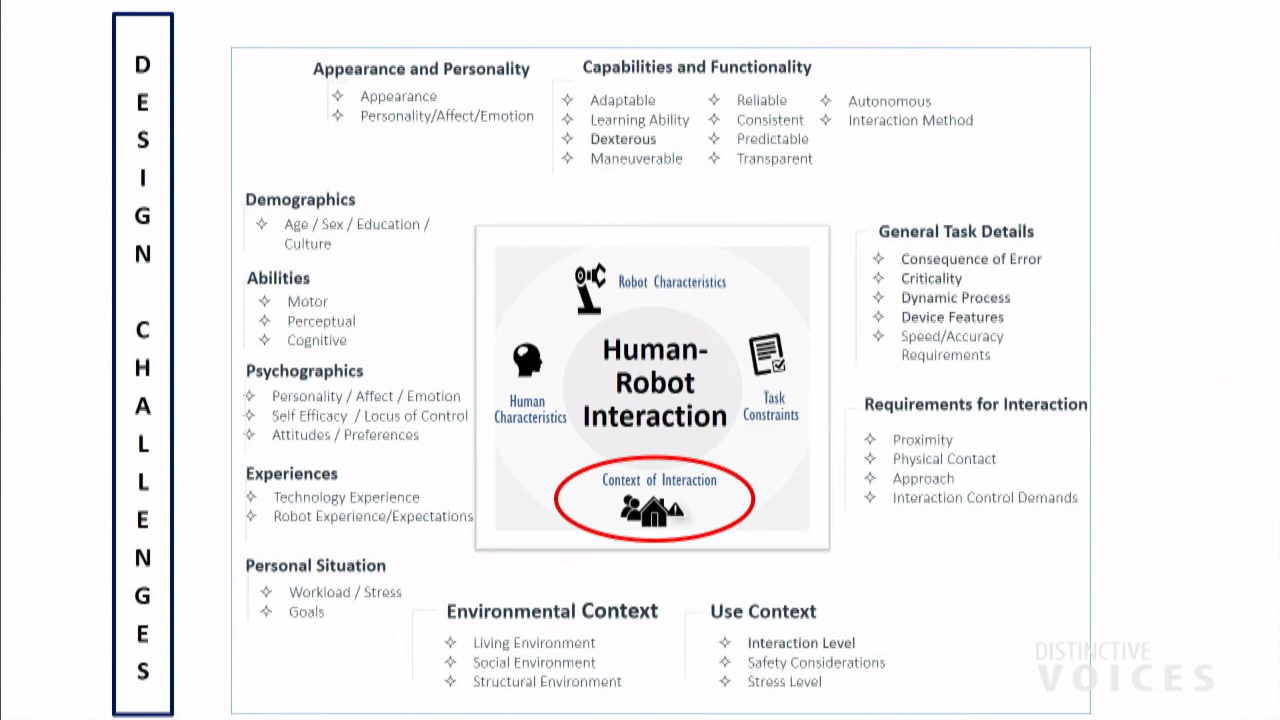 DESIGN CHALLENGES
Appearance and Personality
Appearance
Personality/Affect/Emotion
Capabilities and Functionality
Adaptable
Learning Ability
Dexterous
Maneuverable
Reliable
Consistent
Predictable
Transparent
Autonomous
Interaction Method
Demographics
Age / Sex / Education /
Culture
Abilities
Motor
Perceptual
Cognitive
Psychographics
Personality / Affect / Emotion
Self Efficacy / Locus of Control
Attitudes / Preferences
Experiences
Technology Experience
Robot Experience/Expectations
Personal Situation
Workload / Stress
Goals
Robot Characteristics
Human-
Robot
Interaction
Human
Characteristics
Task
Constraints
Context of Interaction
General Task Details
Consequence of Error
Criticality
Dynamic Process
Device Features
Speed/Accuracy
Requirements
Requirements for Interaction
Proximity
Physical Contact
Approach
Interaction Control Demands
Environmental Context
Living Environment
Social Environment
Structural Environment
Use Context
Interaction Level
Safety Considerations
Stress Level
DISTINCTIVE
VOICES